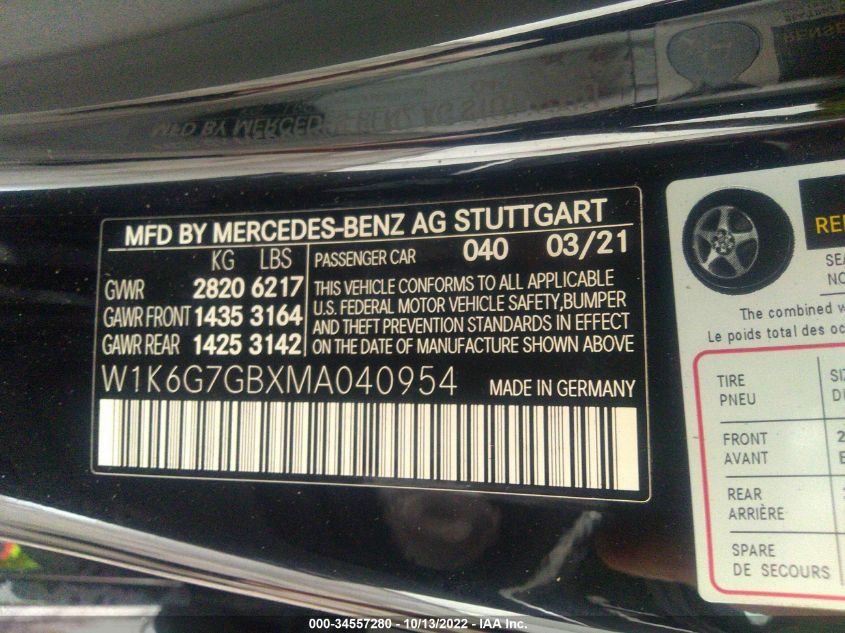 MFD BY MERCEDES-BENZ AG STUTTGART
KG LBS
GVWR 2820 6217
GAWR FRONT 1435 3164
GAWR REAR 1425 3142
PASSENGER CAR 040 03/21
THIS VEHICLE CONFORMS TO ALL APPLICABLE
U.S. FEDERAL MOTOR VEHICLE SAFETY,BUMPER
AND THEFT PREVENTION STANDARDS IN EFFECT
ON THE DATE OF MANUFACTURE SHOWN ABOVE
W1K6G7GBXMA040954 MADE IN GERMANY
The combined
Le poids total des
TIRE
PNEU
FRONT
AVANT
REAR
ARRIÈRE
SPARE
DE SECOURS
000-34557280 - 10/13/2022 - IAA Inc.